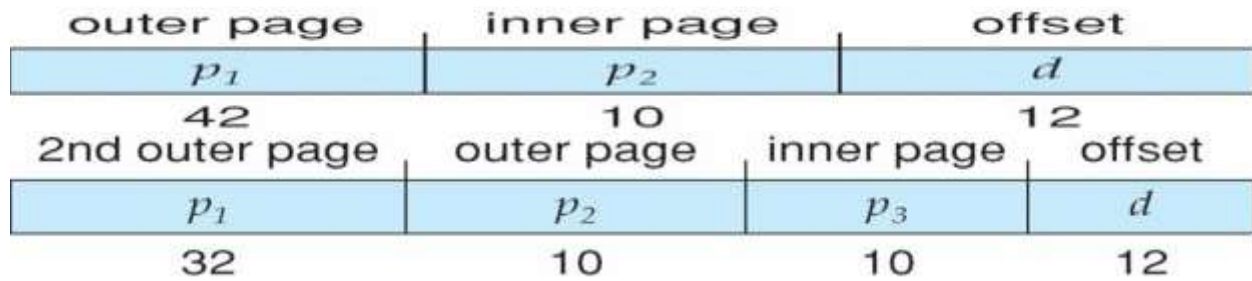 outer page inner page offset
p₁ p₂ d
42 10 12
2nd outer page outer page inner page offset
p₁ p₂ p₃ d
32 10 10 12